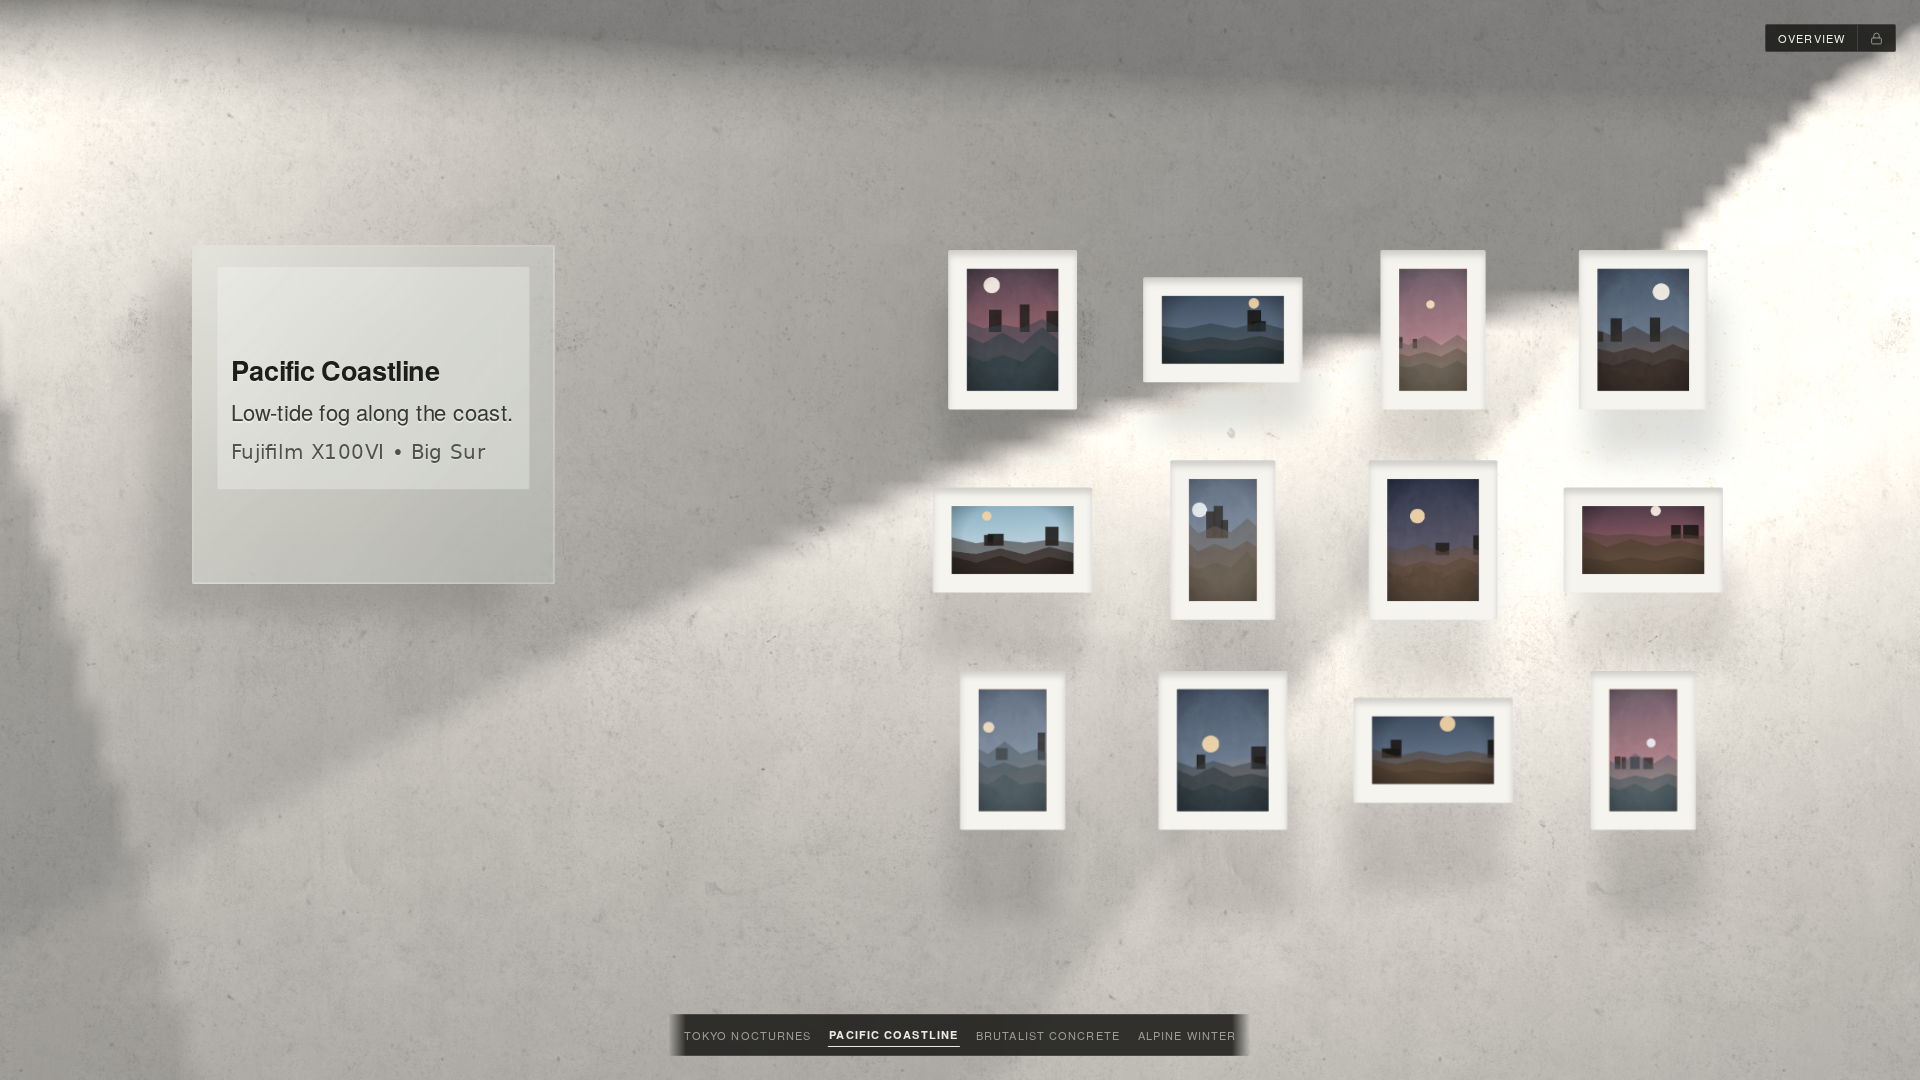 OVERVIEW
Pacific Coastline
Low-tide fog along the coast.
Fujifilm X100VI • Big Sur
TOKYO NOCTURNES PACIFIC COASTLINE BRUTALIST CONCRETE ALPINE WINTER